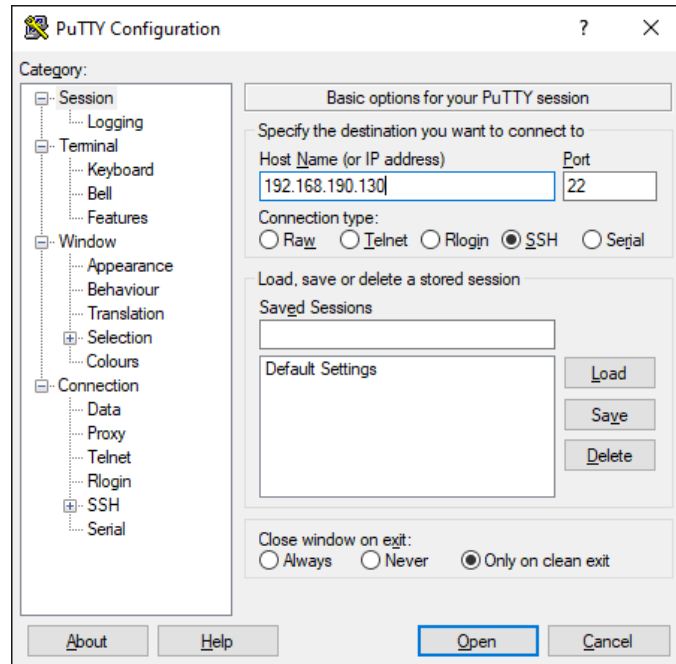 PuTTY Configuration
Category:
Session
Logging
Terminal
Keyboard
Bell
Features
Window
Appearance
Behaviour
Translation
Selection
Colours
Connection
Data
Proxy
Telnet
Rlogin
SSH
Serial
Basic options for your PuTTY session
Specify the destination you want to connect to
Host Name (or IP address) Port
192.168.190.130 22
Connection type:
Raw Telnet Rlogin SSH Serial
Load, save or delete a stored session
Saved Sessions
Default Settings
Load
Save
Delete
Close window on exit:
Always Never Only on clean exit
About Help Open Cancel